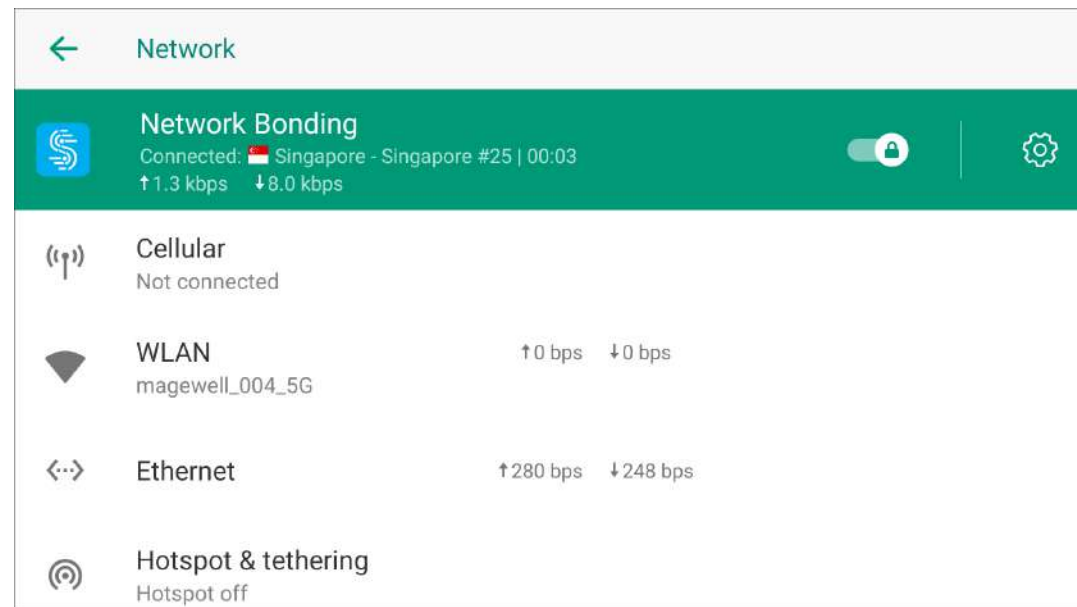 Network
Network Bonding
Connected: 🇸🇬 Singapore - Singapore #25 | 00:03
↑1.3 kbps ↓8.0 kbps
Cellular
Not connected
WLAN ↑0 bps ↓0 bps
magewell_004_5G
Ethernet ↑280 bps ↓248 bps
Hotspot & tethering
Hotspot off